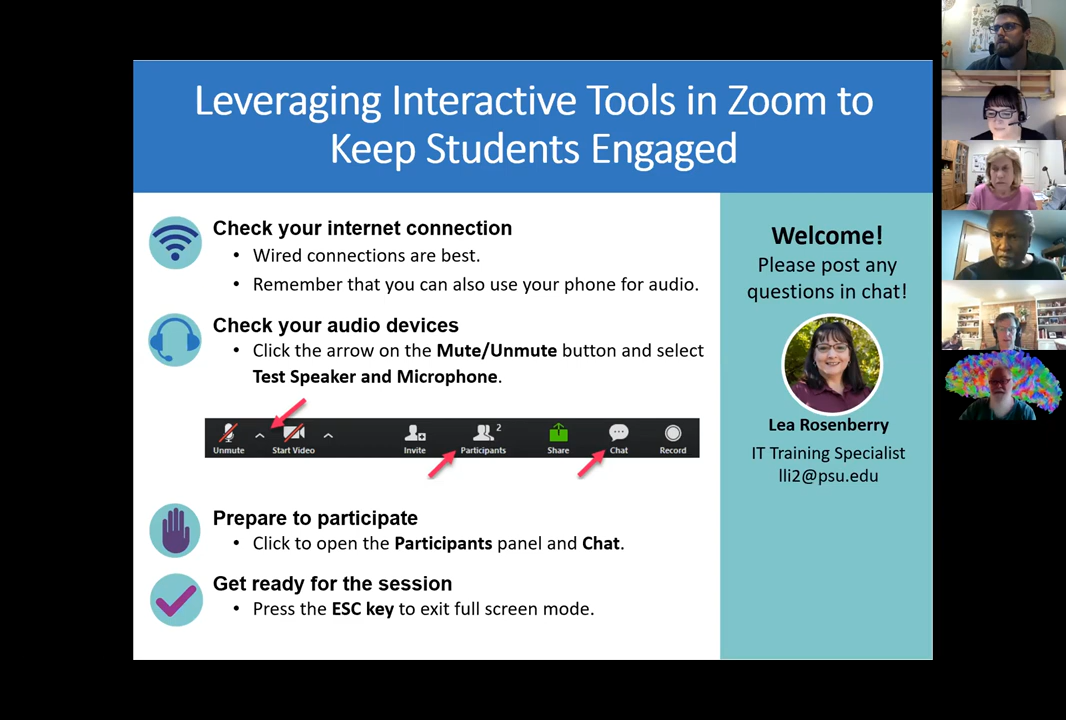 Leveraging Interactive Tools in Zoom to
Keep Students Engaged
Check your internet connection
• Wired connections are best.
• Remember that you can also use your phone for audio.
Check your audio devices
• Click the arrow on the Mute/Unmute button and select
Test Speaker and Microphone.
Unmute
Start Video
Invite
2
Participants
Share
Chat
Record
Prepare to participate
• Click to open the Participants panel and Chat.
Get ready for the session
• Press the ESC key to exit full screen mode.
Welcome!
Please post any
questions in chat!
Lea Rosenberry
IT Training Specialist
lli2@psu.edu